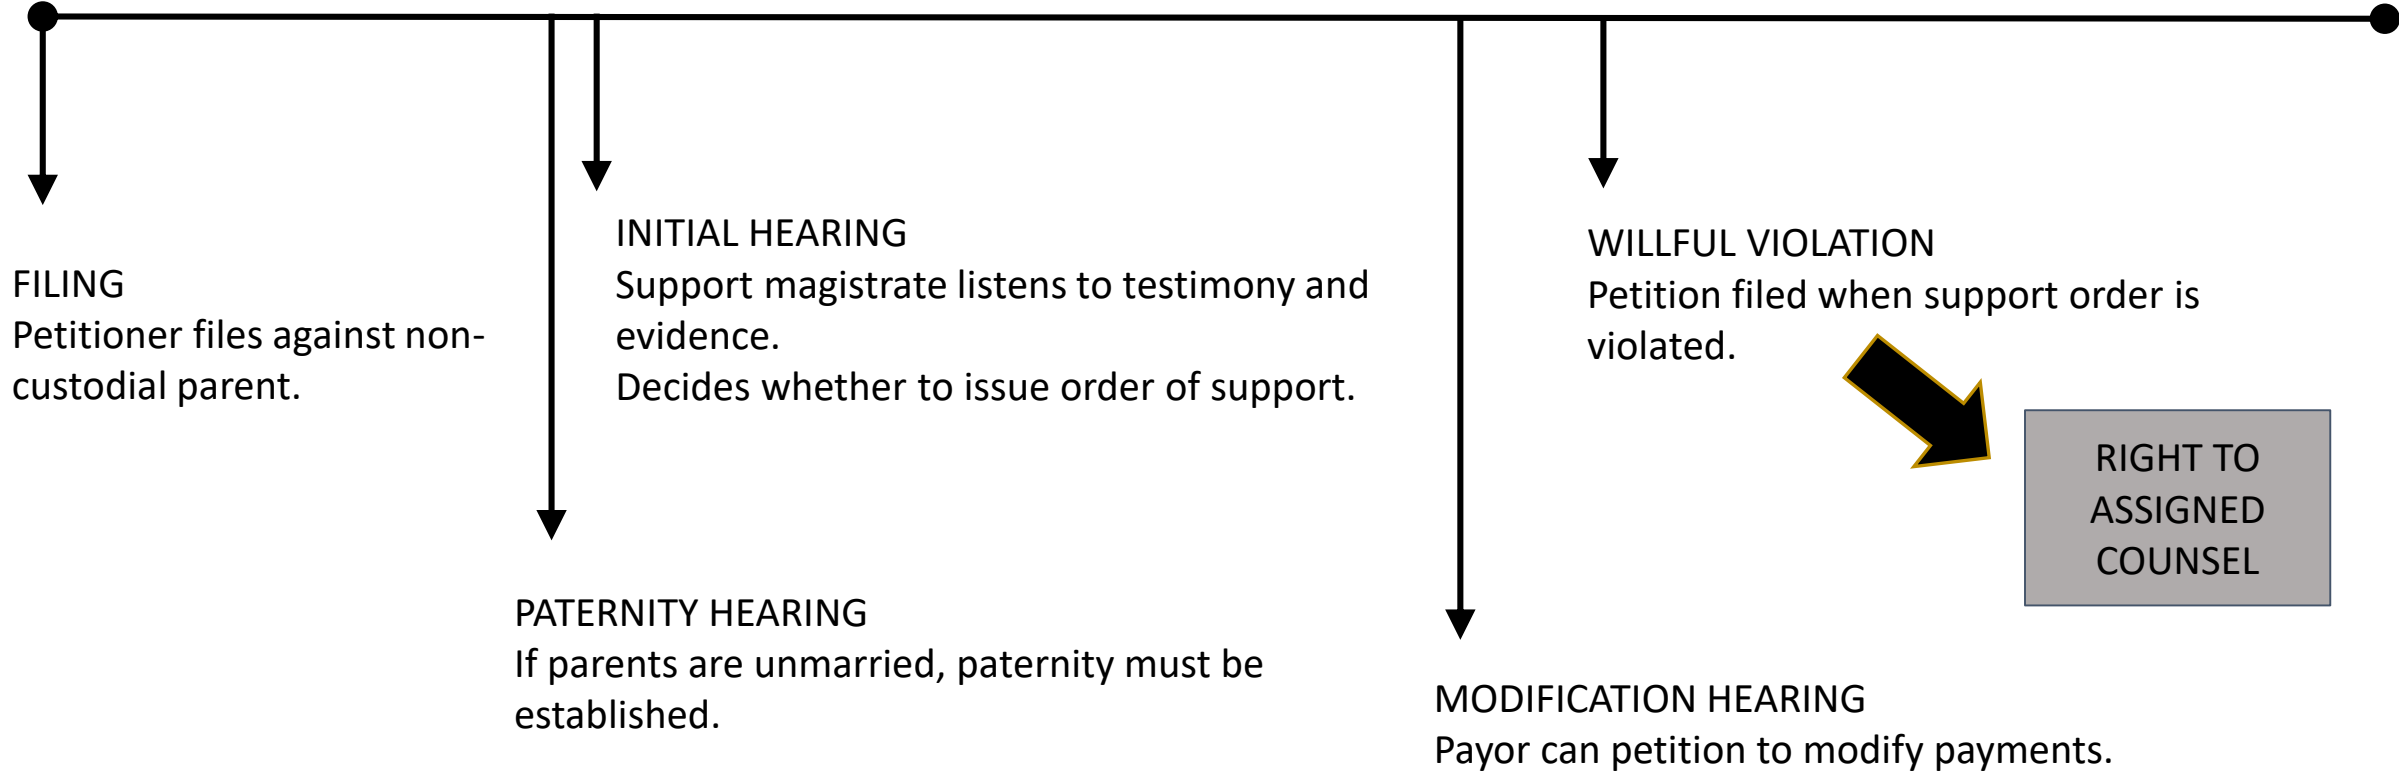 FILING
Petitioner files against non-
custodial parent.
PATERNITY HEARING
If parents are unmarried, paternity must be
established.
INITIAL HEARING
Support magistrate listens to testimony and
evidence.
Decides whether to issue order of support.
MODIFICATION HEARING
Payor can petition to modify payments.
WILLFUL VIOLATION
Petition filed when support order is
violated.
RIGHT TO
ASSIGNED
COUNSEL